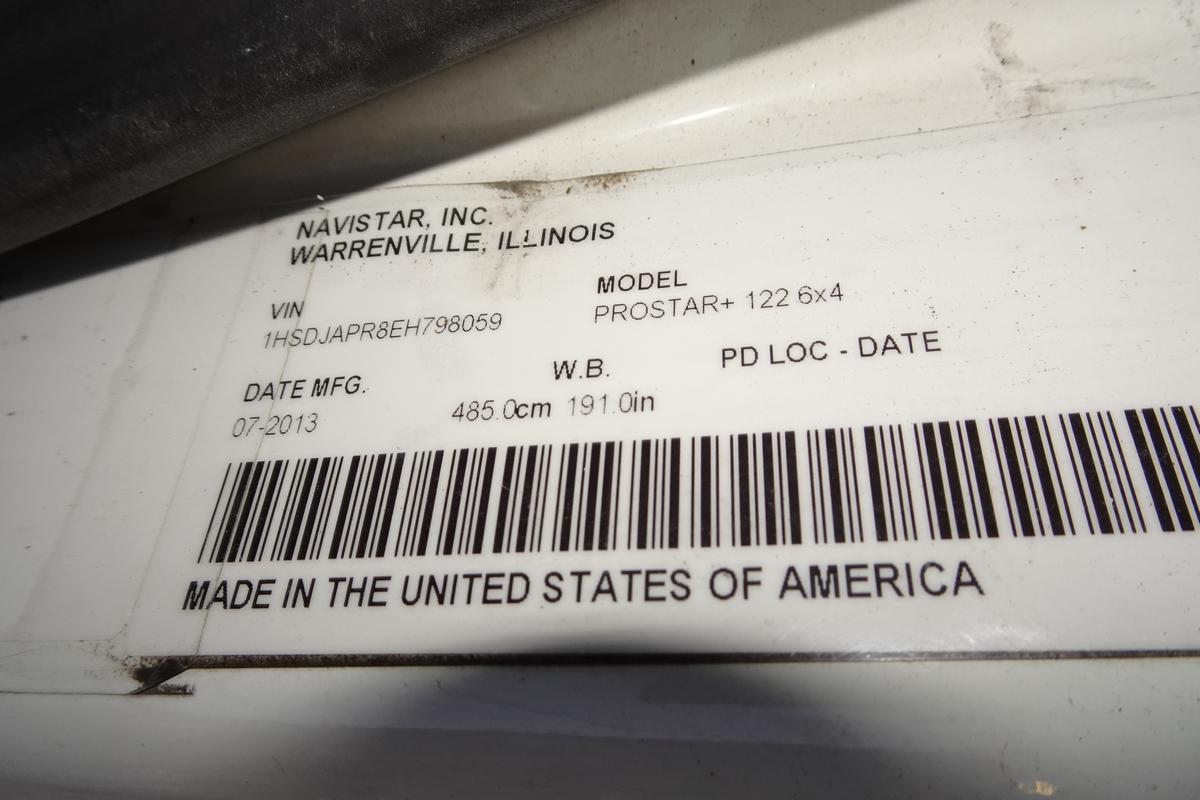 NAVISTAR, INC.
WARRENVILLE, ILLINOIS
VIN
1HSDJAPR8EH798059
MODEL
PROSTAR+ 122 6x4
DATE MFG.
07-2013
W.B.
485.0cm 191.0in
PD LOC - DATE
MADE IN THE UNITED STATES OF AMERICA